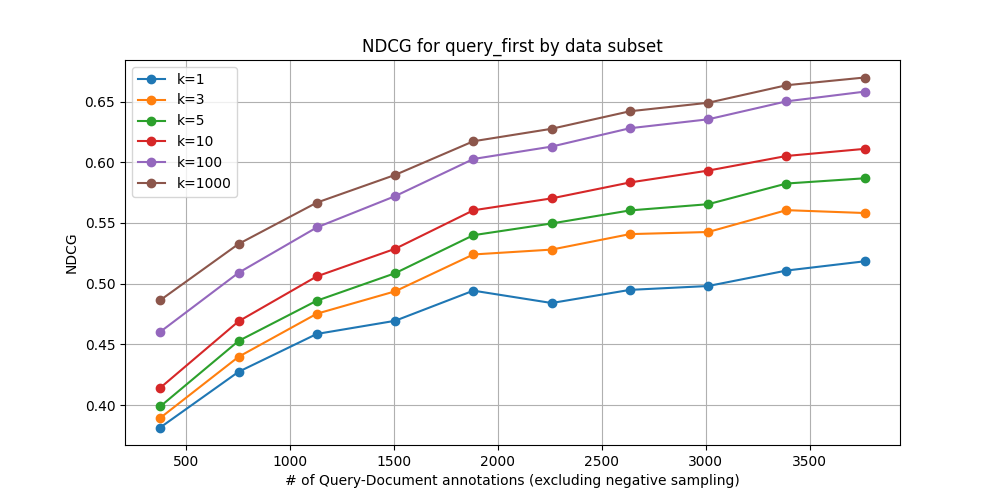 NDCG for query_first by data subset
k=1
k=3
k=5
k=10
k=100
k=1000
NDCG
0.65
0.60
0.55
0.50
0.45
0.40
500 1000 1500 2000 2500 3000 3500
# of Query-Document annotations (excluding negative sampling)